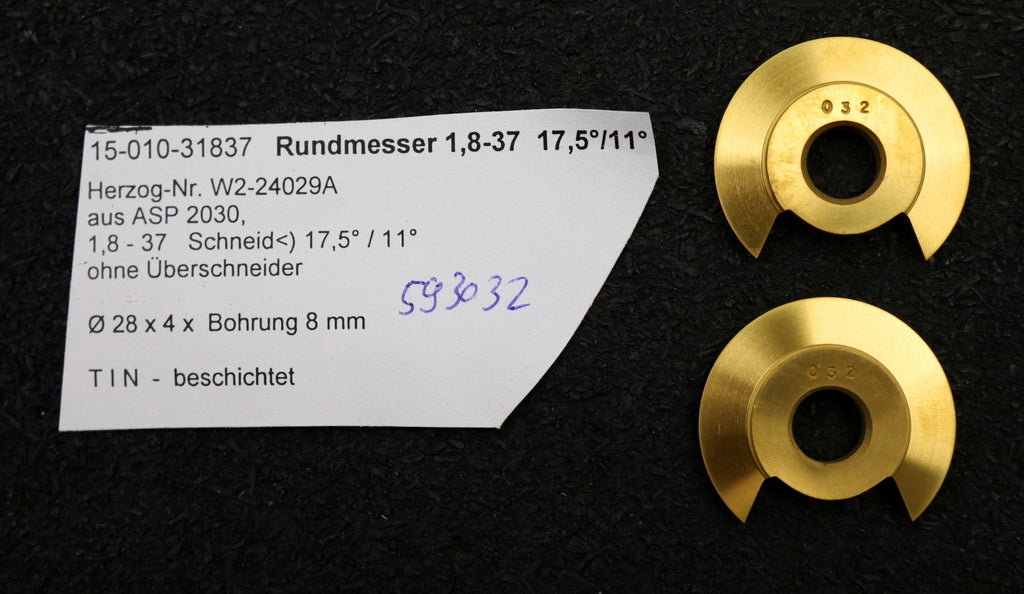 15-010-31837 Rundmesser 1,8-37 17,5°/11°
Herzog-Nr. W2-24029A
aus ASP 2030,
1,8 - 37 Schneid<) 17,5° / 11°
ohne Überschneider
593032
Ø 28 x 4 x Bohrung 8 mm
T I N - beschichtet
032
032